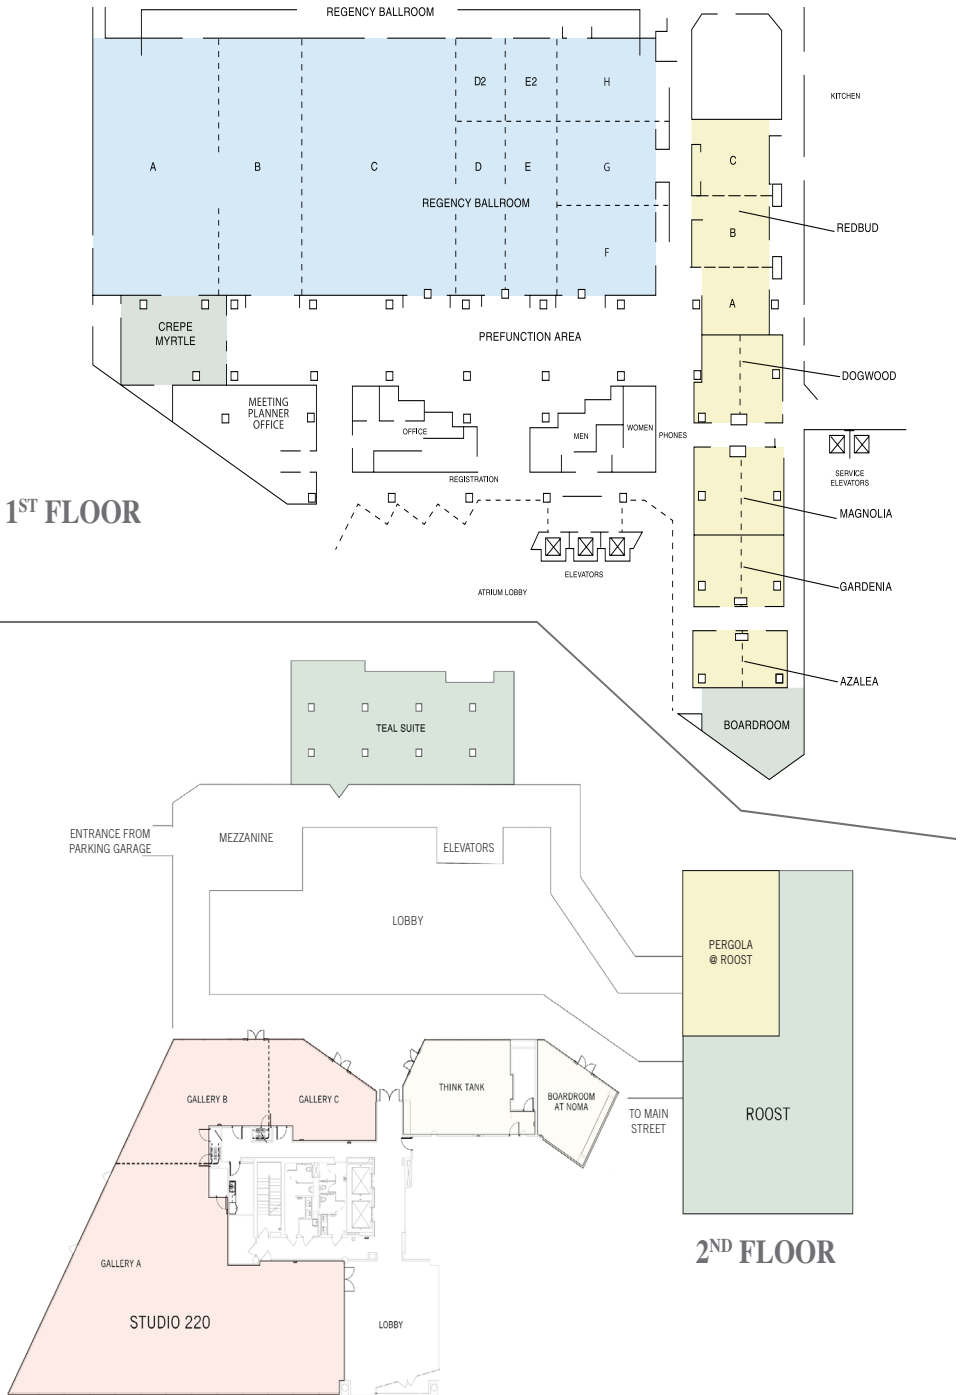 REGENCY BALLROOM
D2
E2
H
KITCHEN
A
B
C
D
E
G
C
REGENCY BALLROOM
REDBUD
B
F
A
CREPE
MYRTLE
PREFUNCTION AREA
DOGWOOD
MEETING
PLANNER
OFFICE
OFFICE
MEN
WOMEN
PHONES
REGISTRATION
SERVICE
ELEVATORS
1ST FLOOR
MAGNOLIA
ELEVATORS
GARDENIA
ATRIUM LOBBY
AZALEA
BOARDROOM
TEAL SUITE
ENTRANCE FROM
PARKING GARAGE
MEZZANINE
ELEVATORS
LOBBY
PERGOLA
@ ROOST
GALLERY B
GALLERY C
THINK TANK
BOARDROOM
AT NOMA
TO MAIN
STREET
ROOST
2ND FLOOR
GALLERY A
STUDIO 220
LOBBY